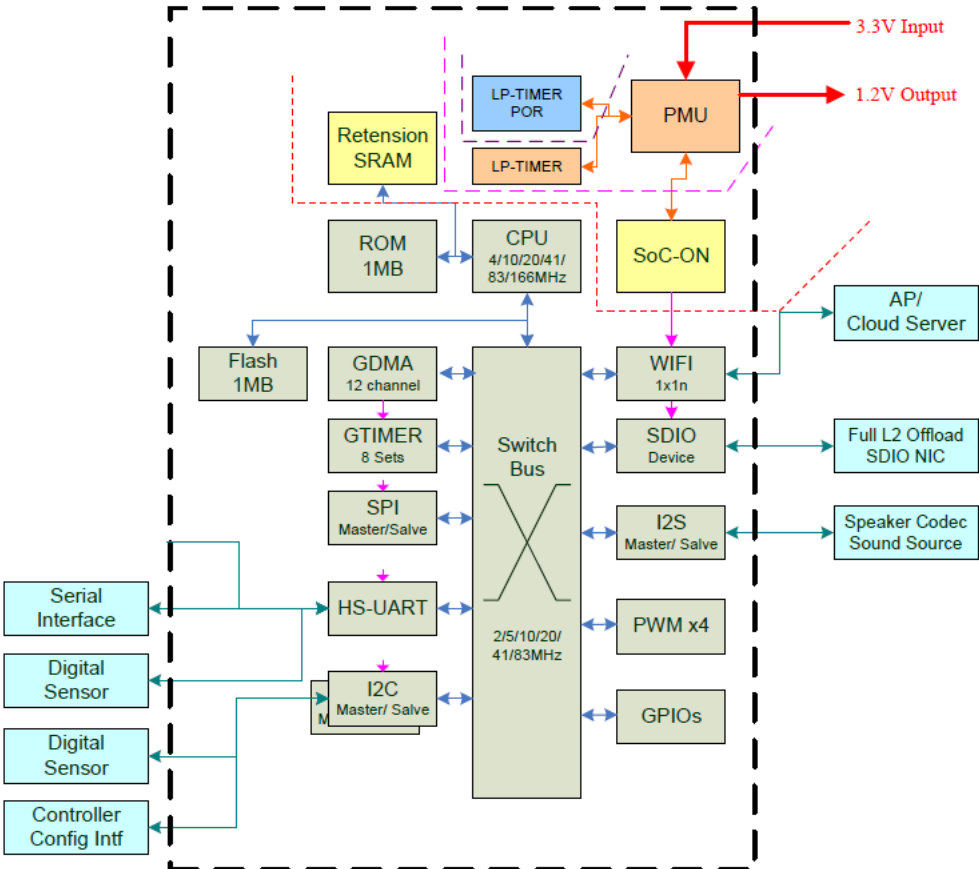 3.3V Input
LP-TIMER
POR
PMU
1.2V Output
Retension
SRAM
LP-TIMER
ROM
1MB
CPU
4/10/20/41/
83/166MHz
SoC-ON
AP/
Cloud Server
Flash
1MB
GDMA
12 channel
WIFI
1x1n
GTIMER
8 Sets
Switch
Bus
SDIO
Device
Full L2 Offload
SDIO NIC
SPI
Master/Salve
I2S
Master/ Salve
Speaker Codec
Sound Source
Serial
Interface
HS-UART
2/5/10/20/
41/83MHz
PWM x4
Digital
Sensor
I2C
Master/ Salve
M
GPIOs
Digital
Sensor
Controller
Config Intf